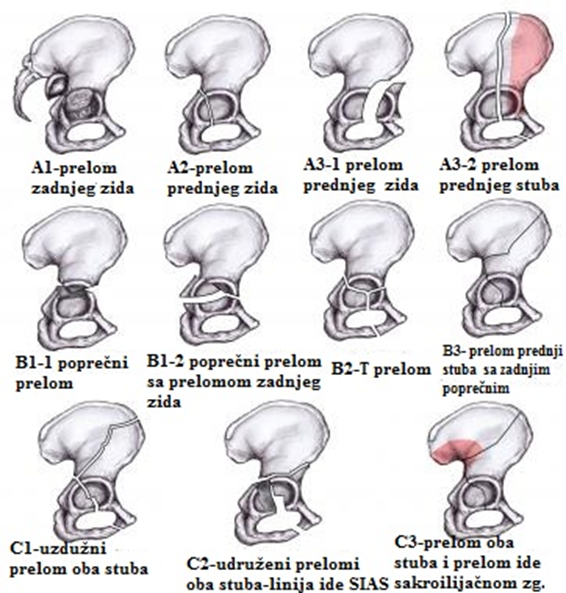 A1-prelom
zadnjeg zida
A2-prelom
prednjeg zida
A3-1 prelom
prednjeg zida
A3-2 prelom
prednjeg stuba
B1-1 poprečni
prelom
B1-2 poprečni prelom
sa prelomom zadnjeg
zida
B2-T prelom
B3- prelom prednji
stuba sa zadnjim
poprečnim
C1-uzdužni
prelom oba stuba
C2-udruženi prelomi
oba stuba-linija ide SIAS
C3-prelom oba
stuba i prelom ide
sakroilijačnom zg.